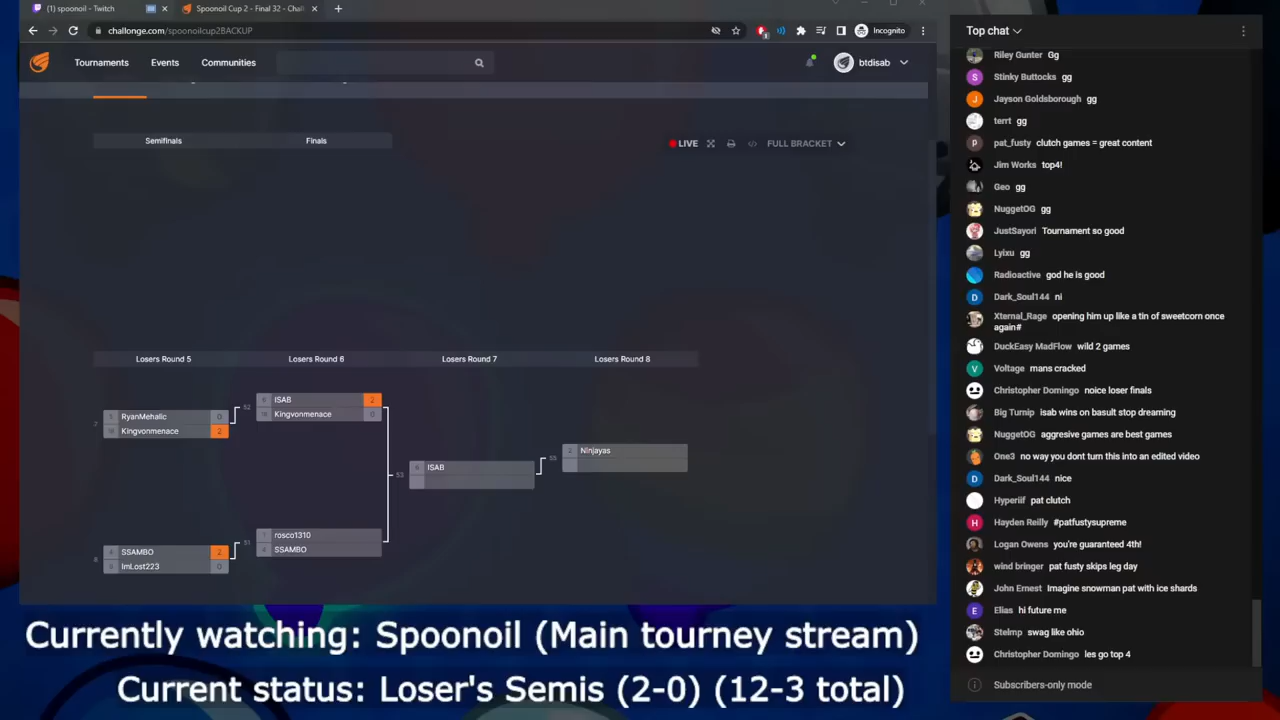 (1) spoonoil - Twitch
Spoonoil Cup 2 - Final 32 - Chall
challonge.com/spoonoilcup2BACKUP
Incognito
Tournaments Events Communities
btdisab
Semifinals Finals
LIVE FULL BRACKET
Losers Round 5 Losers Round 6 Losers Round 7 Losers Round 8
ISAB 2
Kingvonmenace 0
RyanMehalic 0
Kingvonmenace 2
52
7
Ninjayas
ISAB
53
55
rosco1310
SSAMBO
SSAMBO 2
ImLost223 0
51
8
Top chat
Riley Gunter Gg
Stinky Buttocks gg
Jayson Goldsborough gg
terrt gg
pat_fusty clutch games = great content
Jim Works top4!
Geo gg
NuggetOG gg
JustSayori Tournament so good
Lyixu gg
Radioactive god he is good
Dark_Soul144 ni
Xternal_Rage opening him up like a tin of sweetcorn once
again#
DuckEasy MadFlow wild 2 games
Voltage mans cracked
Christopher Domingo noice loser finals
Big Turnip isab wins on basult stop dreaming
NuggetOG aggresive games are best games
One3 no way you dont turn this into an edited video
Dark_Soul144 nice
Hyperiif pat clutch
Hayden Reilly #patfustysupreme
Logan Owens you're guaranteed 4th!
wind bringer pat fusty skips leg day
John Ernest Imagine snowman pat with ice shards
Elias hi future me
Stelmp swag like ohio
Christopher Domingo les go top 4
Subscribers-only mode
Currently watching: Spoonoil (Main tourney stream)
Current status: Loser's Semis (2-0) (12-3 total)